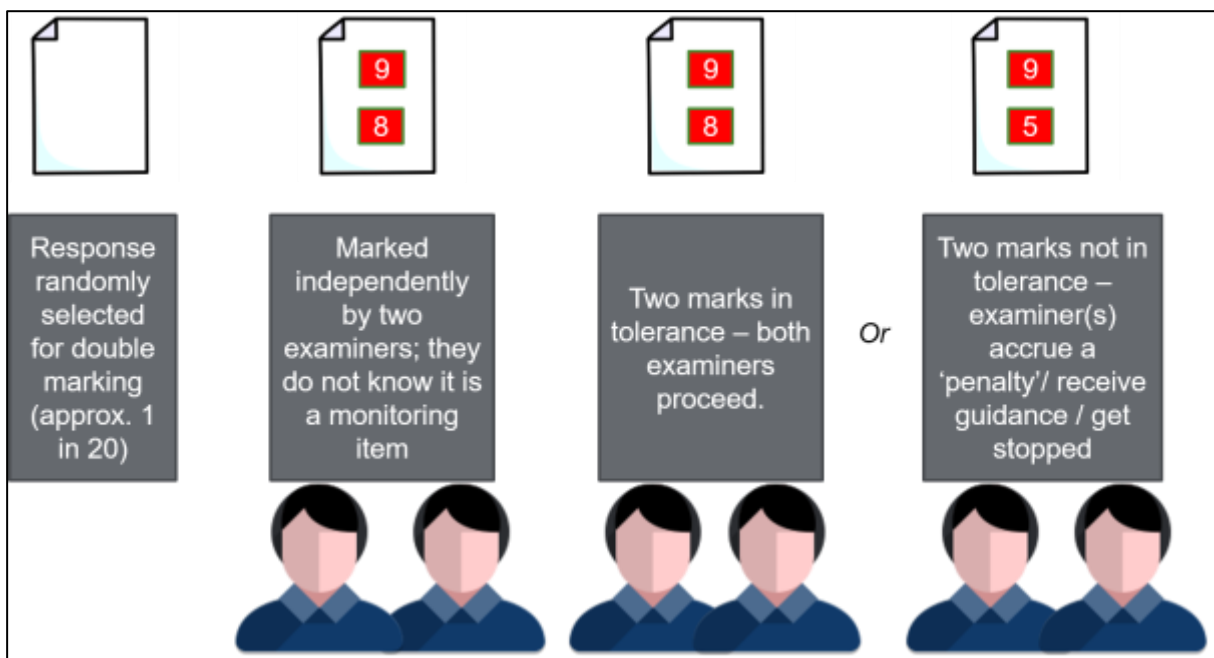 9
8
9
8
9
5
Response
randomly
selected
for double
marking
(approx. 1
in 20)
Marked
independently
by two
examiners; they
do not know it is
a monitoring
item
Two marks in
tolerance – both
examiners
proceed.
Or
Two marks not in
tolerance –
examiner(s)
accrue a
‘penalty’/ receive
guidance / get
stopped